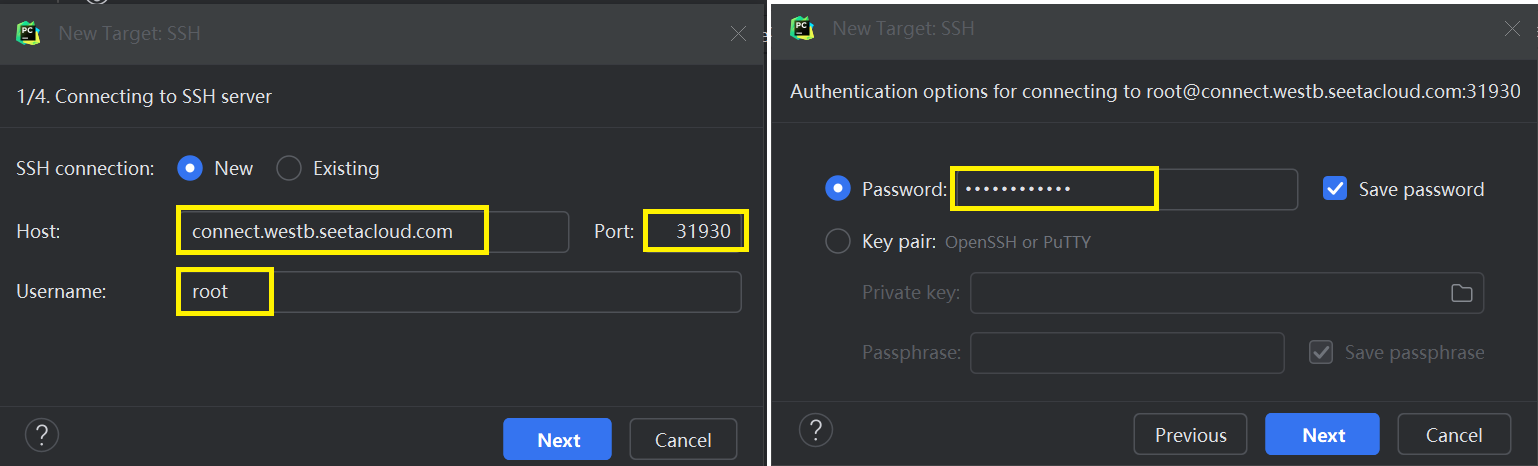 PC
New Target: SSH
1/4. Connecting to SSH server
SSH connection: New Existing
Host: connect.westb.seetacloud.com Port: 31930
Username: root
? Next Cancel
PC
New Target: SSH
Authentication options for connecting to root@connect.westb.seetacloud.com:31930
Password: •••••••••••• Save password
Key pair: OpenSSH or PuTTY
Private key:
Passphrase: Save passphrase
? Previous Next Cancel